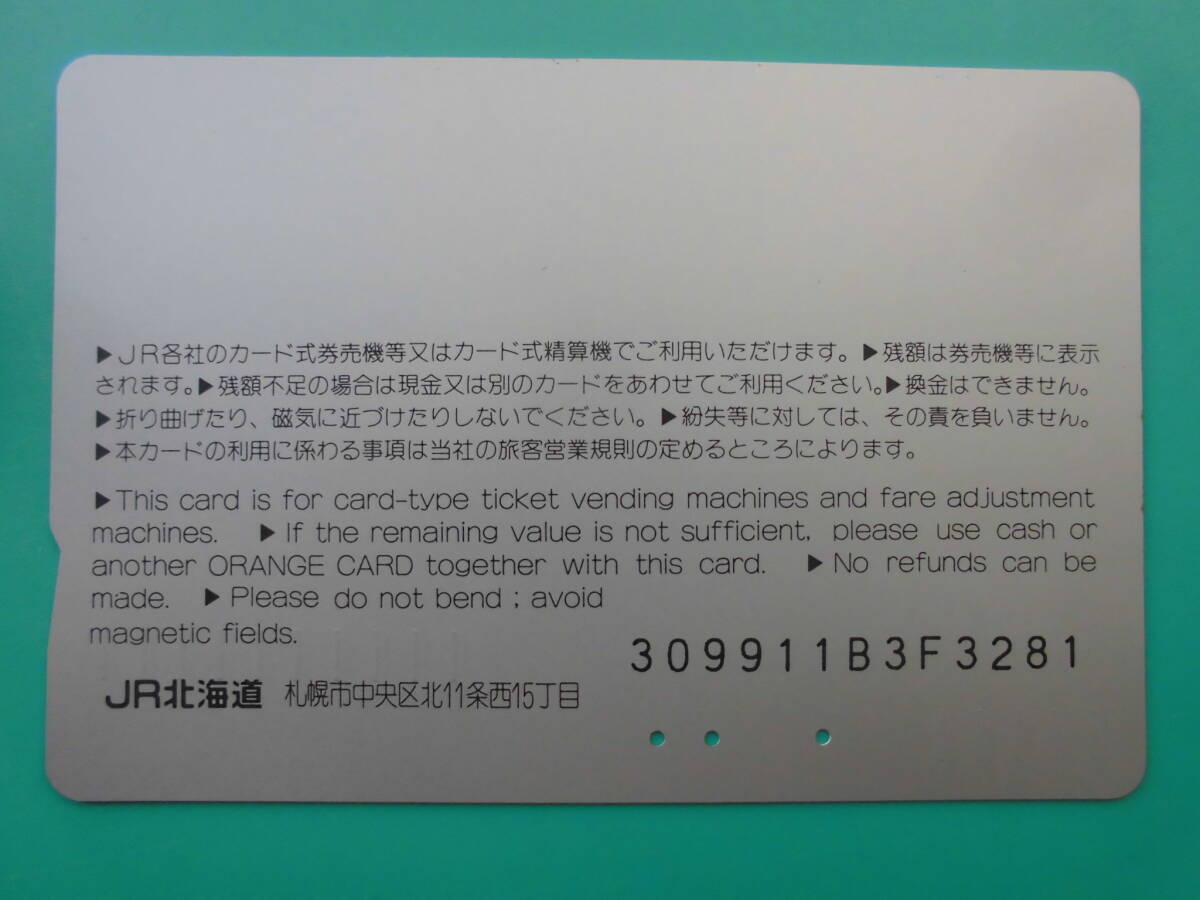 ▶JR各社のカード式券売機等又はカード式精算機でご利用いただけます。▶残額は券売機等に表示
されます。▶残額不足の場合は現金又は別のカードをあわせてご利用ください。▶換金はできません。
▶折り曲げたり、磁気に近づけたりしないでください。▶紛失等に対しては、その責を負いません。
▶本カードの利用に係わる事項は当社の旅客営業規則の定めるところによります。
▶This card is for card-type ticket vending machines and fare adjustment
machines. ▶If the remaining value is not sufficient, please use cash or
another ORANGE CARD together with this card. ▶No refunds can be
made. ▶Please do not bend ; avoid
magnetic fields.
309911B3F3281
JR北海道 札幌市中央区北11条西15丁目